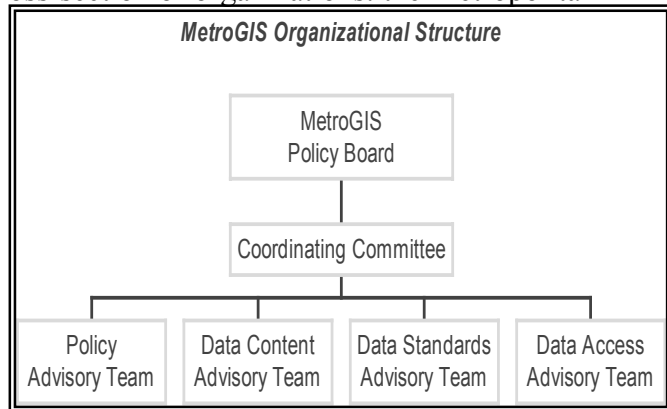 MetroGIS Organizational Structure
MetroGIS
Policy Board
Coordinating Committee
Policy
Advisory Team
Data Content
Advisory Team
Data Standards
Advisory Team
Data Access
Advisory Team